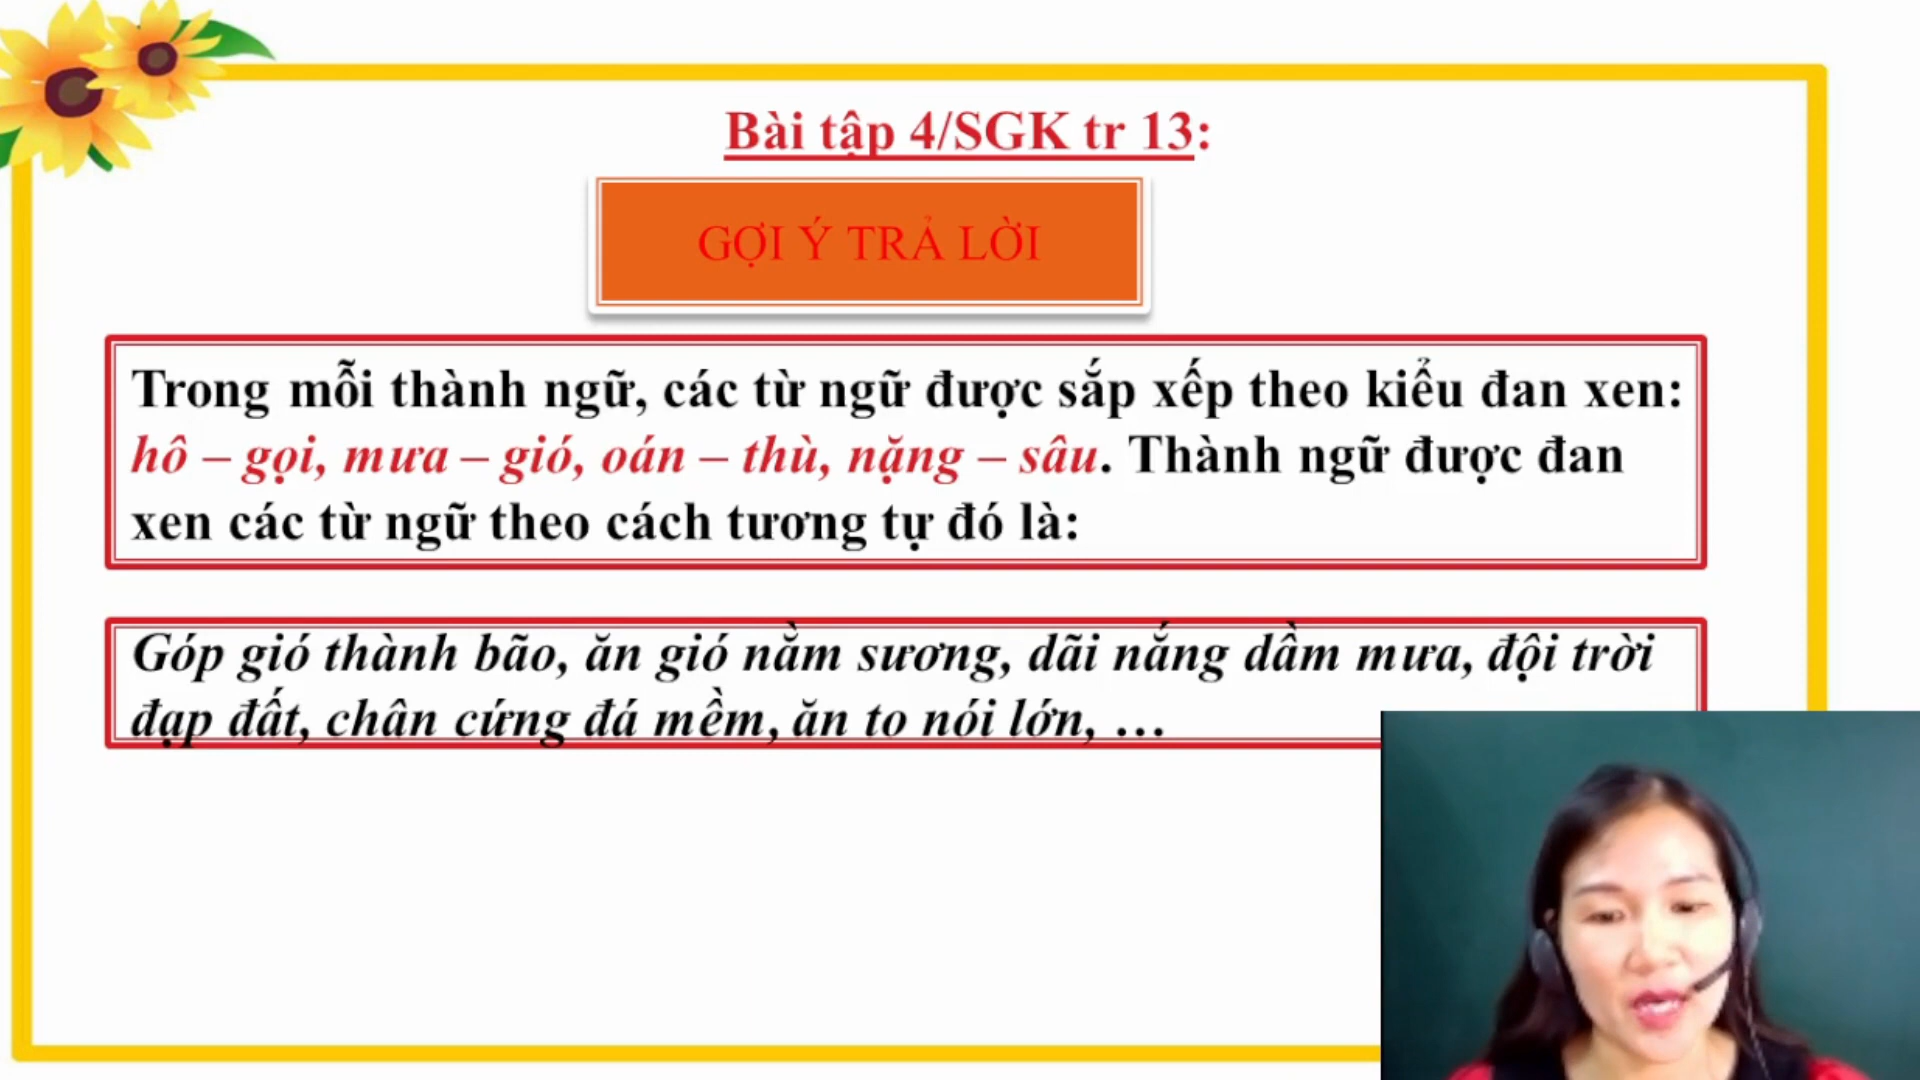 Bài tập 4/SGK tr 13:
GỢI Ý TRẢ LỜI
Trong mỗi thành ngữ, các từ ngữ được sắp xếp theo kiểu đan xen:
hô – gọi, mưa – gió, oán – thù, nặng – sâu. Thành ngữ được đan
xen các từ ngữ theo cách tương tự đó là:
Góp gió thành bão, ăn gió nằm sương, dãi nắng dầm mưa, đội trời
đạp đất, chân cứng đá mềm, ăn to nói lớn, …